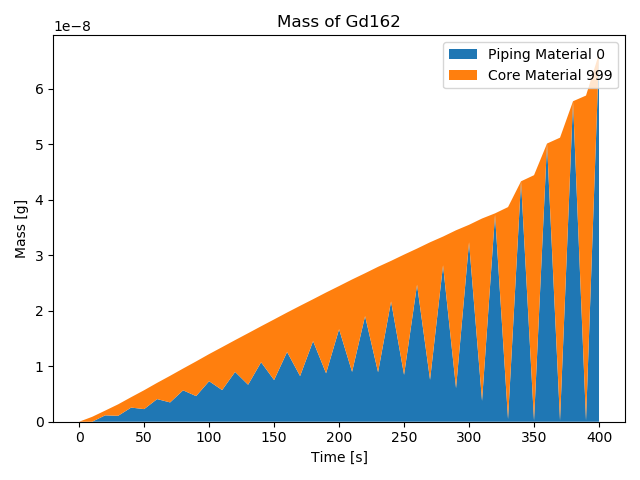 Mass of Gd162
1e−8
Piping Material 0
Core Material 999
6
5
4
3
2
1
0
Mass [g]
0 50 100 150 200 250 300 350 400
Time [s]